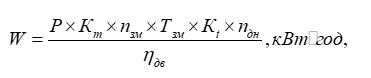 W = P × K_m × n_зм × T_зм × K_t × n_дн / η_дв , кВт год,